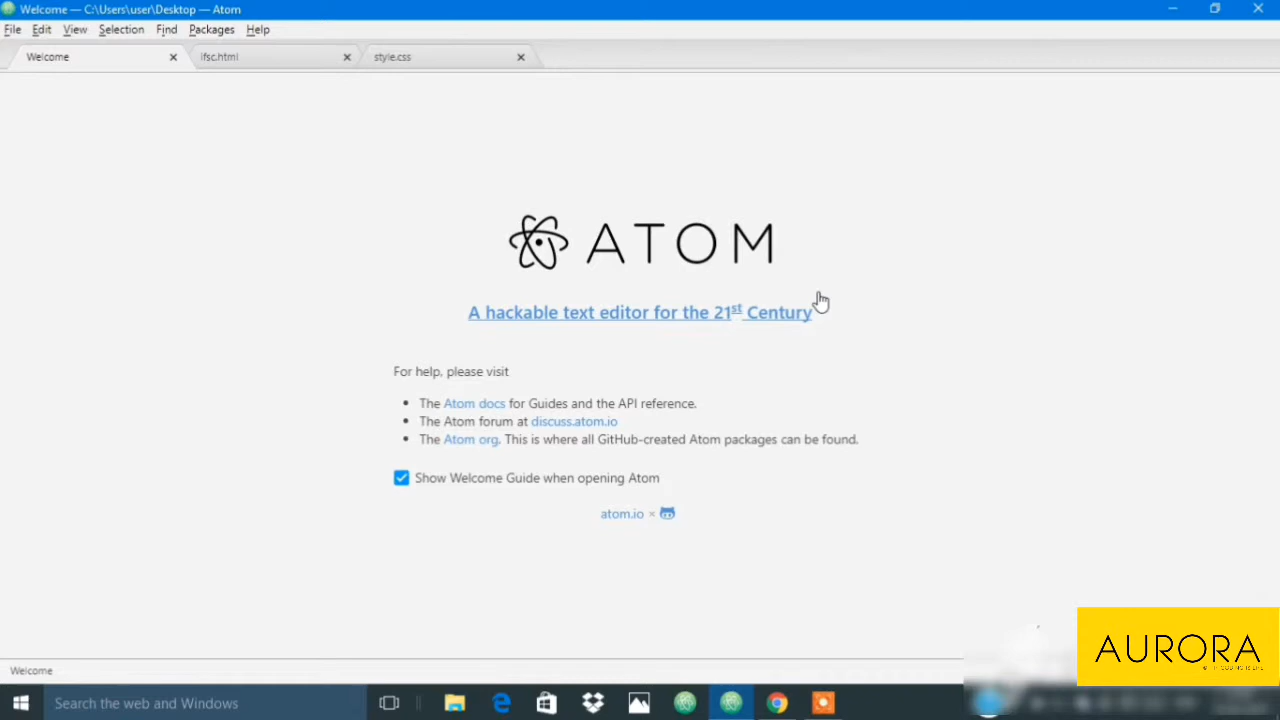 Welcome — C:\Users\user\Desktop — Atom
File Edit View Selection Find Packages Help
Welcome ifsc.html style.css
ATOM
A hackable text editor for the 21st Century
For help, please visit
• The Atom docs for Guides and the API reference.
• The Atom forum at discuss.atom.io
• The Atom org. This is where all GitHub-created Atom packages can be found.
Show Welcome Guide when opening Atom
atom.io ×
AURORA
Welcome
Search the web and Windows